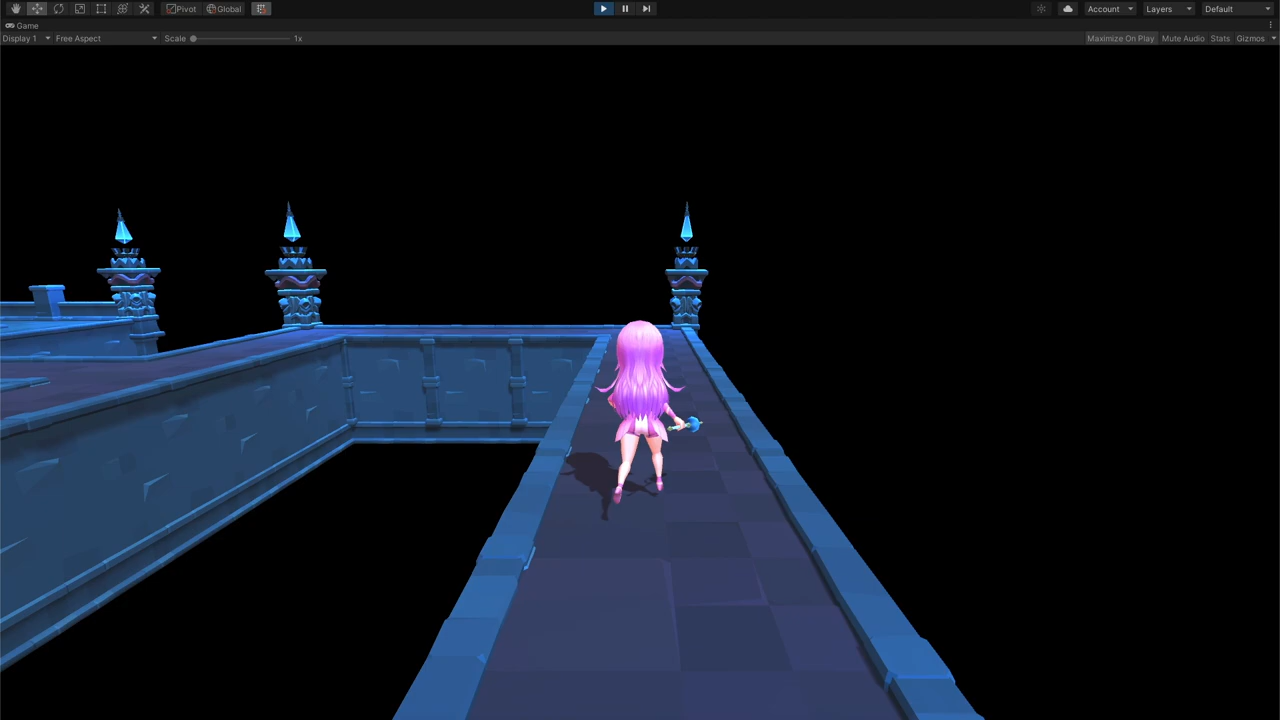 Pivot Global Account Layers Default
Game
Display 1 Free Aspect Scale 1x Maximize On Play Mute Audio Stats Gizmos